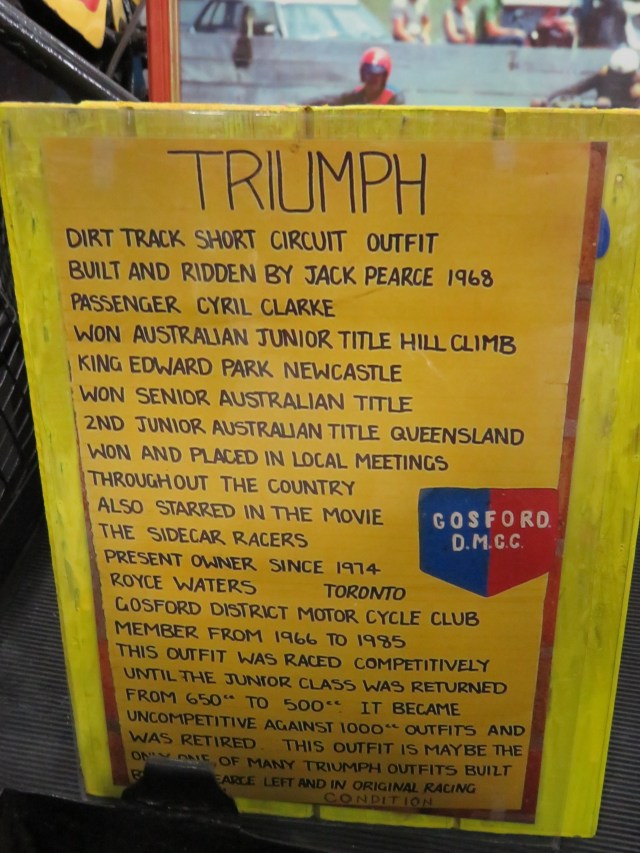 TRIUMPH
DIRT TRACK SHORT CIRCUIT OUTFIT
BUILT AND RIDDEN BY JACK PEARCE 1968
PASSENGER CYRIL CLARKE
WON AUSTRALIAN JUNIOR TITLE HILL CLIMB
KING EDWARD PARK NEWCASTLE
WON SENIOR AUSTRALIAN TITLE
2ND JUNIOR AUSTRALIAN TITLE QUEENSLAND
WON AND PLACED IN LOCAL MEETINGS
THROUGHOUT THE COUNTRY
ALSO STARRED IN THE MOVIE
THE SIDECAR RACERS
GOSFORD.
D.M.C.C.
PRESENT OWNER SINCE 1974
ROYCE WATERS TORONTO
GOSFORD DISTRICT MOTOR CYCLE CLUB
MEMBER FROM 1966 TO 1985
THIS OUTFIT WAS RACED COMPETITIVELY
UNTIL THE JUNIOR CLASS WAS RETURNED
FROM 650cc TO 500cc IT BECAME
UNCOMPETITIVE AGAINST 1000cc OUTFITS AND
WAS RETIRED THIS OUTFIT IS MAYBE THE
ONLY ONE OF MANY TRIUMPH OUTFITS BUILT
LEFT AND IN ORIGINAL RACING
CONDITION